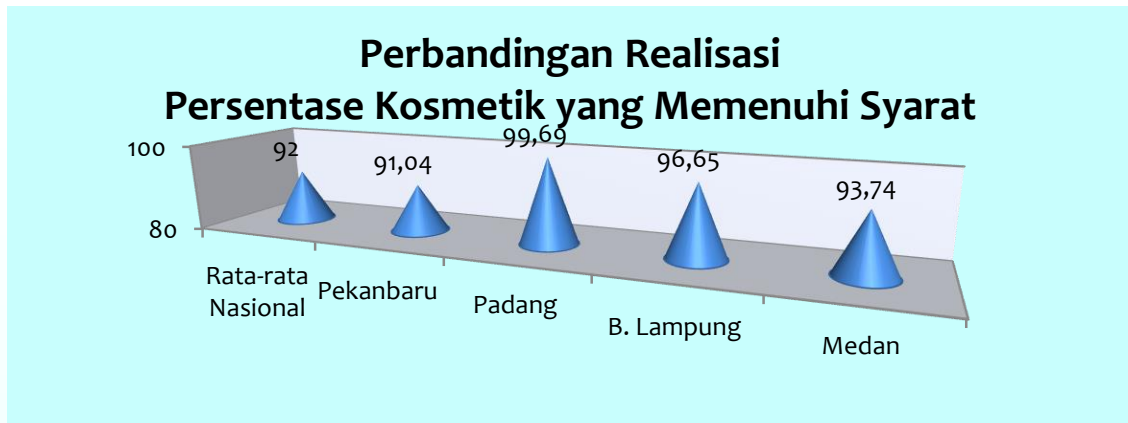 Perbandingan Realisasi
Persentase Kosmetik yang Memenuhi Syarat
100
80
92
91,04
99,69
96,65
93,74
Rata-rata
Nasional
Pekanbaru
Padang
B. Lampung
Medan